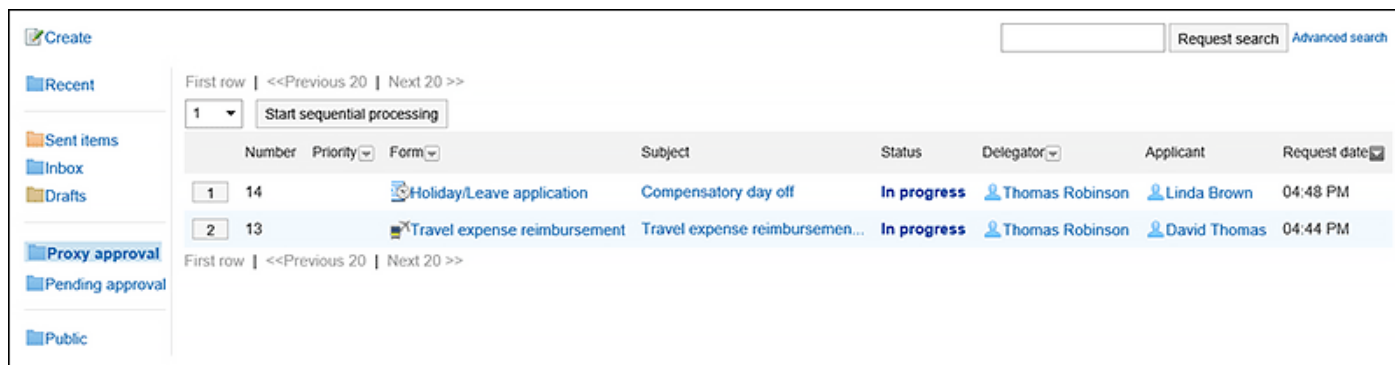 Create
Request search Advanced search
Recent
First row | <<Previous 20 | Next 20 >>
1 Start sequential processing
Sent items
Inbox
Drafts
Proxy approval
Pending approval
Public
Number Priority Form Subject Status Delegator Applicant Request date
1 14 Holiday/Leave application Compensatory day off In progress Thomas Robinson Linda Brown 04:48 PM
2 13 Travel expense reimbursement Travel expense reimbursemen... In progress Thomas Robinson David Thomas 04:44 PM
First row | <<Previous 20 | Next 20 >>